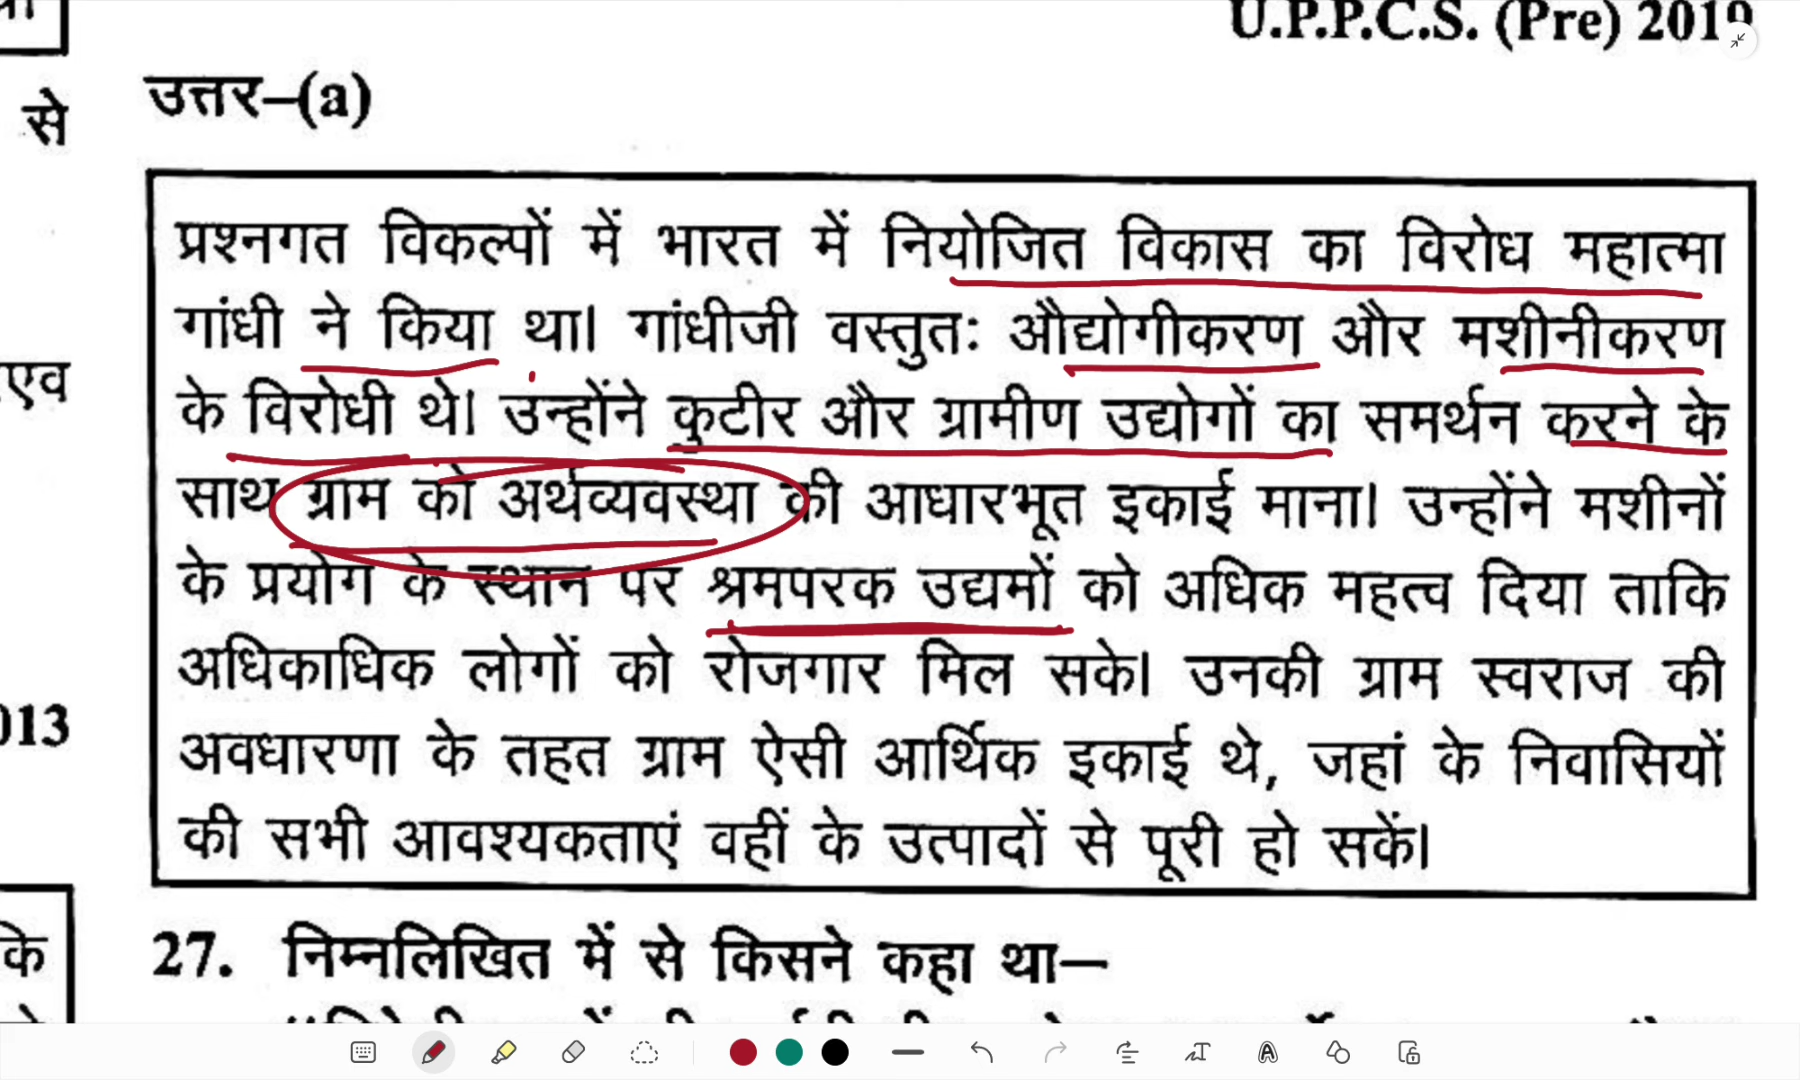 U.P.P.C.S. (Pre) 2019
से
उत्तर–(a)
प्रश्नगत विकल्पों में भारत में नियोजित विकास का विरोध महात्मा
गांधी ने किया था। गांधीजी वस्तुतः औद्योगीकरण और मशीनीकरण
के विरोधी थे। उन्होंने कुटीर और ग्रामीण उद्योगों का समर्थन करने के
साथ ग्राम को अर्थव्यवस्था की आधारभूत इकाई माना। उन्होंने मशीनों
के प्रयोग के स्थान पर श्रमपरक उद्यमों को अधिक महत्व दिया ताकि
अधिकाधिक लोगों को रोजगार मिल सके। उनकी ग्राम स्वराज की
अवधारणा के तहत ग्राम ऐसी आर्थिक इकाई थे, जहां के निवासियों
की सभी आवश्यकताएं वहीं के उत्पादों से पूरी हो सकें।
एव
013
कि
27. निम्नलिखित में से किसने कहा था–